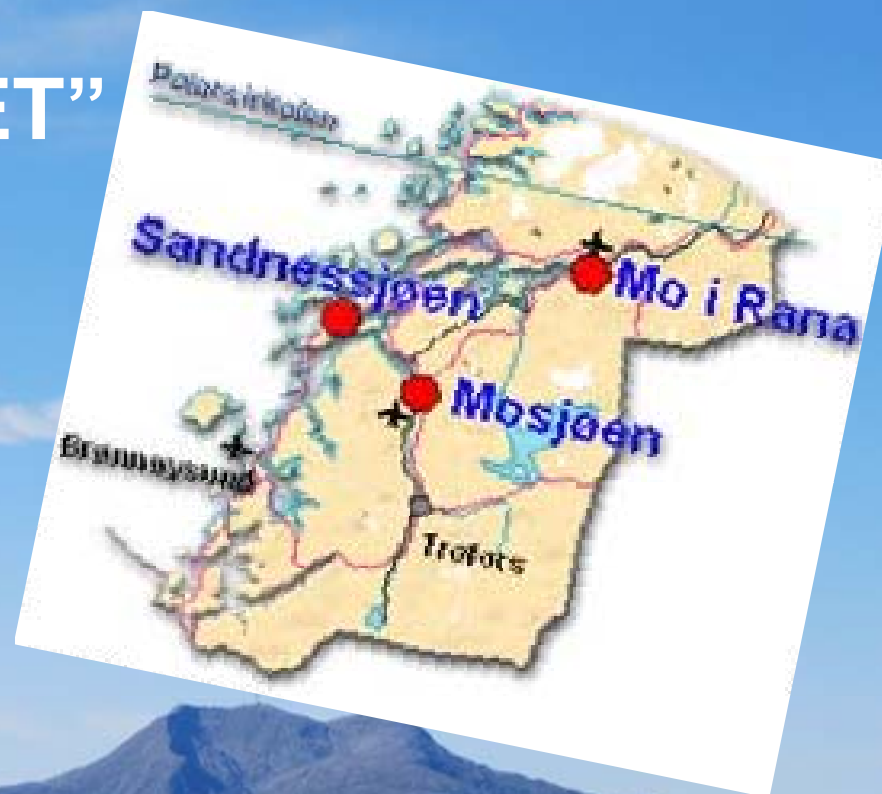 ET”
Polarsirkelen
Sandnessjøen
Mo i Rana
Mosjøen
Brønnøysund
Trofors